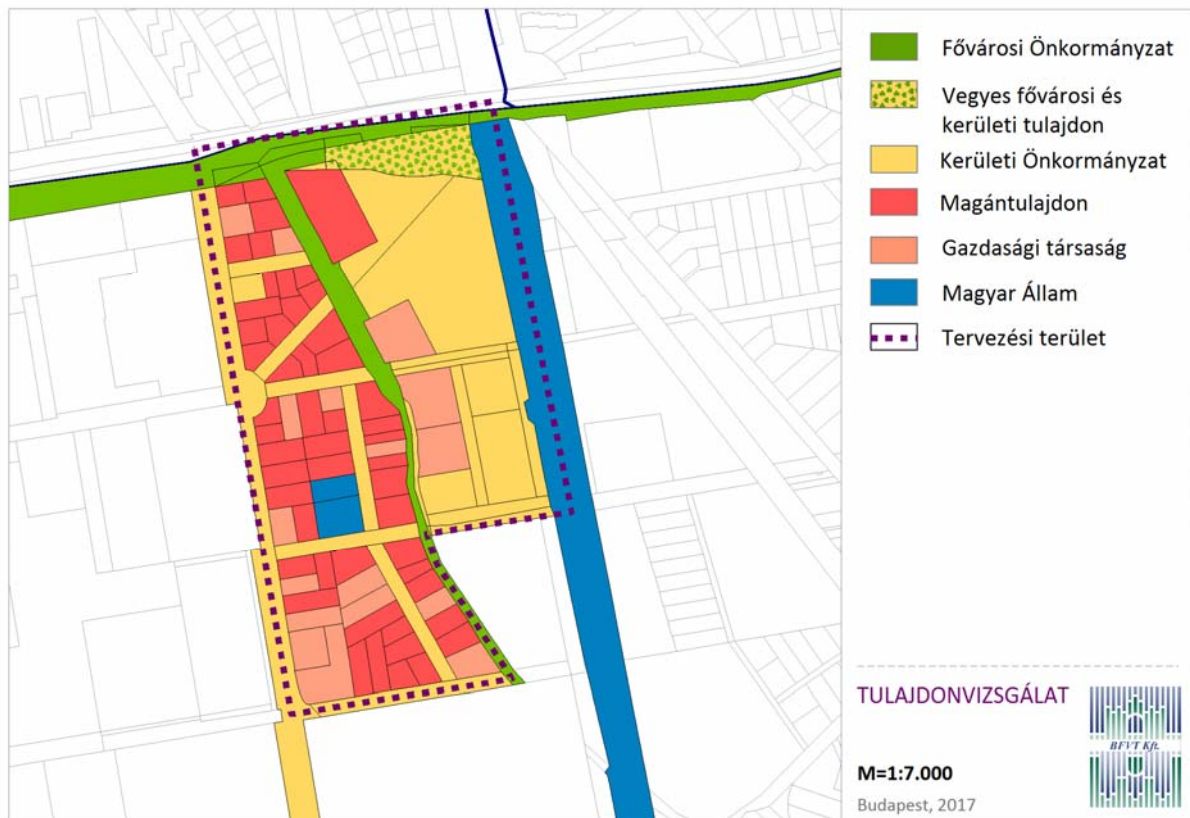 Fővárosi Önkormányzat
Vegyes fővárosi és
kerületi tulajdon
Kerületi Önkormányzat
Magántulajdon
Gazdasági társaság
Magyar Állam
Tervezési terület
TULAJDONVIZSGÁLAT
BFVT Kft.
M=1:7.000
Budapest, 2017